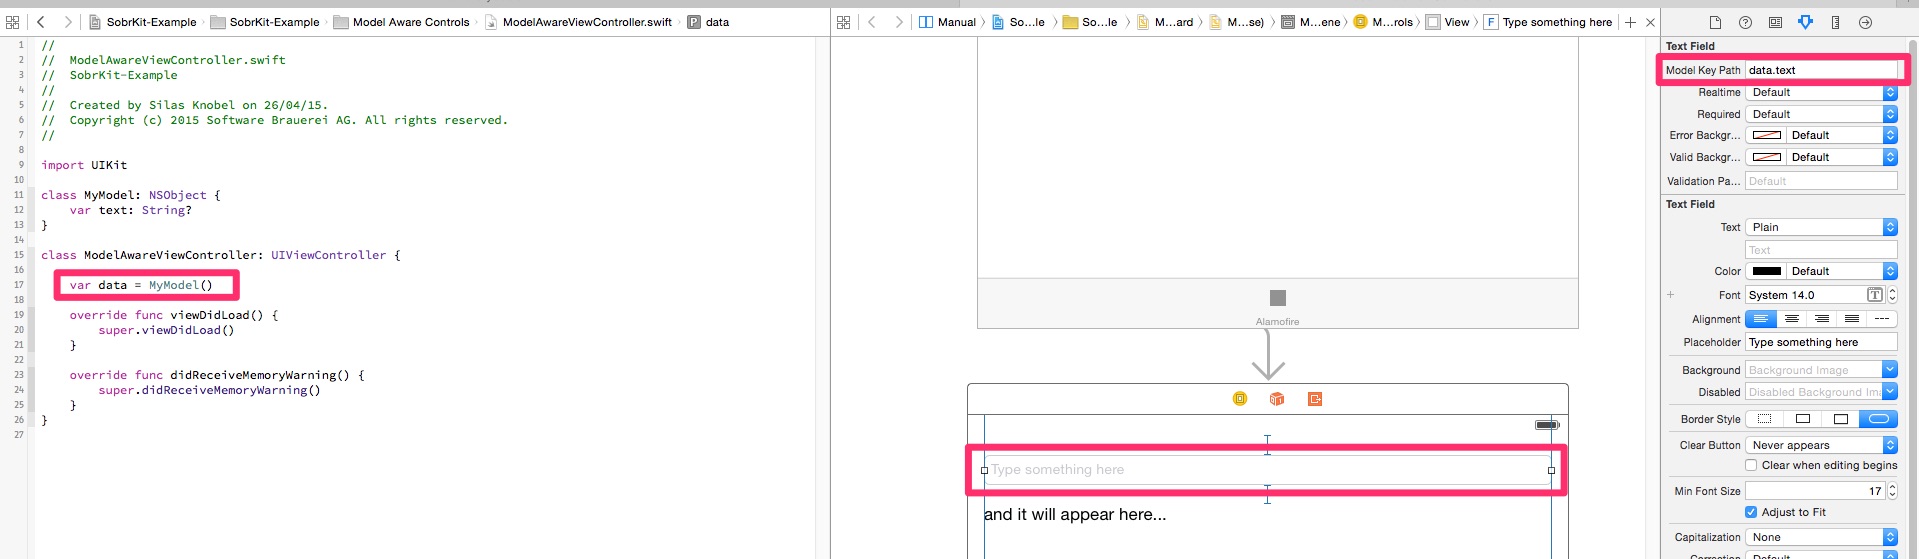 SobrKit-Example
SobrKit-Example
Model Aware Controls
ModelAwareViewController.swift
P
data
1 //
2 //  ModelAwareViewController.swift
3 //  SobrKit-Example
4 //
5 //  Created by Silas Knobel on 26/04/15.
6 //  Copyright (c) 2015 Software Brauerei AG. All rights reserved.
7 //
8
9 import UIKit
10
11 class MyModel: NSObject {
12     var text: String?
13 }
14
15 class ModelAwareViewController: UIViewController {
16
17     var data = MyModel()
18
19     override func viewDidLoad() {
20         super.viewDidLoad()
21     }
22
23     override func didReceiveMemoryWarning() {
24         super.didReceiveMemoryWarning()
25     }
26 }
27
Manual
So...le
So...le
M...ard
M...se)
M...ene
M...rols
View
F
Type something here
Alamofire
Type something here
and it will appear here...
Text Field
Model Key Path data.text
Realtime Default
Required Default
Error Backgr... Default
Valid Backgr... Default
Validation Pa... Default
Text Field
Text Plain
Text
Color Default
Font System 14.0 T
Alignment
Placeholder Type something here
Background Background Image
Disabled Disabled Background Ima
Border Style
Clear Button Never appears
Clear when editing begins
Min Font Size 17
Adjust to Fit
Capitalization None
Correction Default